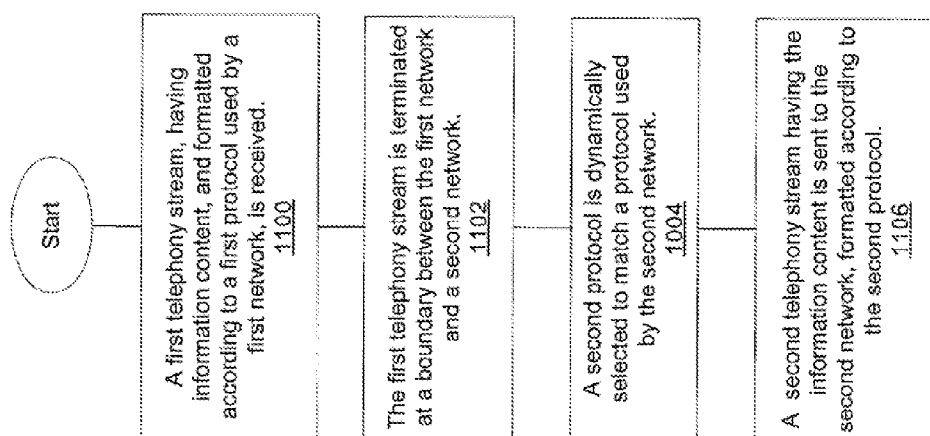 Start
A first telephony stream, having
information content, and formatted
according to a first protocol used by a
first network, is received.
1100
The first telephony stream is terminated
at a boundary between the first network
and a second network.
1102
A second protocol is dynamically
selected to match a protocol used
by the second network.
1004
A second telephony stream having the
information content is sent to the
second network, formatted according to
the second protocol.
1106